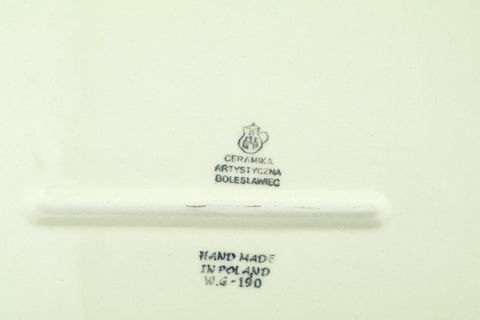 CERAMIKA
ARTYSTYCZNA
BOLESŁAWIEC
HAND MADE
IN POLAND
W.G-190